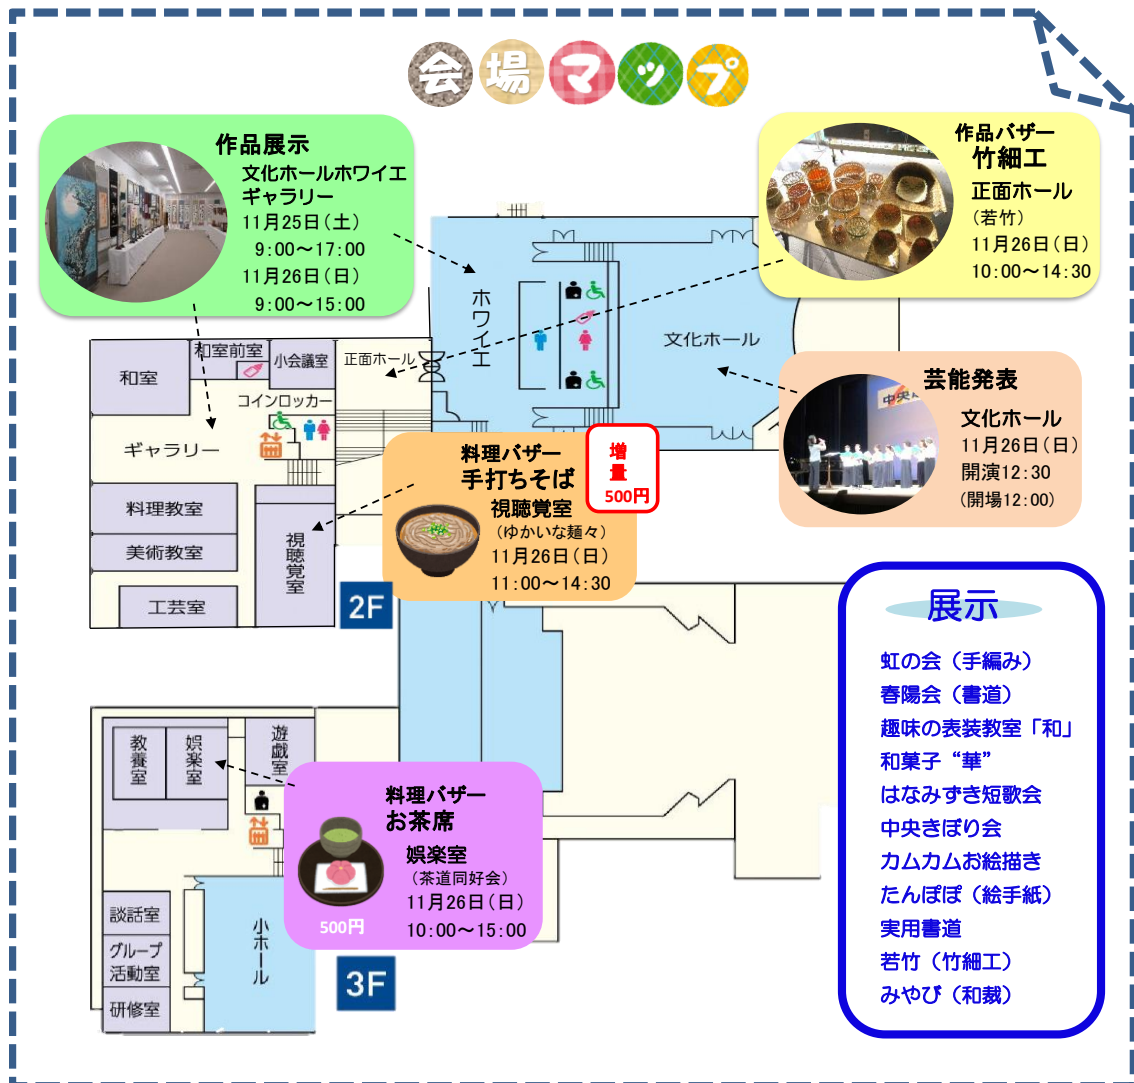 会場マップ
作品展示
文化ホールホワイエ
ギャラリー
11月25日(土)
9:00～17:00
11月26日(日)
9:00～15:00
作品バザー
竹細工
正面ホール
(若竹)
11月26日(日)
10:00～14:30
ホワイエ
文化ホール
和室前室
小会議室
正面ホール
和室
コインロッカー
ギャラリー
料理教室
美術教室
工芸室
視聴覚室
2F
料理バザー
手打ちそば
視聴覚室
(ゆかいな麺々)
11月26日(日)
11:00～14:30
増
量
500円
芸能発表
文化ホール
11月26日(日)
開演12:30
(開場12:00)
中央
教養室
娯楽室
遊戯室
料理バザー
お茶席
娯楽室
(茶道同好会)
11月26日(日)
10:00～15:00
500円
談話室
グループ
活動室
研修室
小ホール
3F
展示
虹の会（手編み）
春陽会（書道）
趣味の表装教室「和」
和菓子“華”
はなみずき短歌会
中央きぼり会
カムカムお絵描き
たんぽぽ（絵手紙）
実用書道
若竹（竹細工）
みやび（和裁）